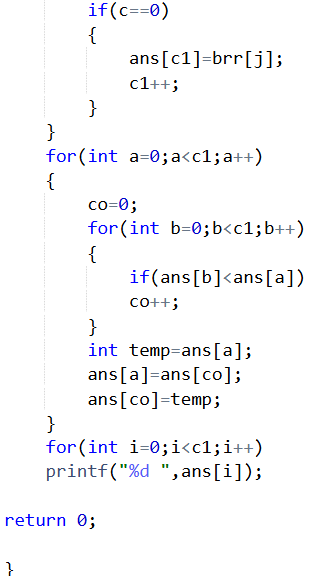 if(c==0)
{
ans[c1]=brr[j];
c1++;
}
}
for(int a=0;a<c1;a++)
{
co=0;
for(int b=0;b<c1;b++)
{
if(ans[b]<ans[a])
co++;
}
int temp=ans[a];
ans[a]=ans[co];
ans[co]=temp;
}
for(int i=0;i<c1;i++)
printf("%d ",ans[i]);
return 0;
}